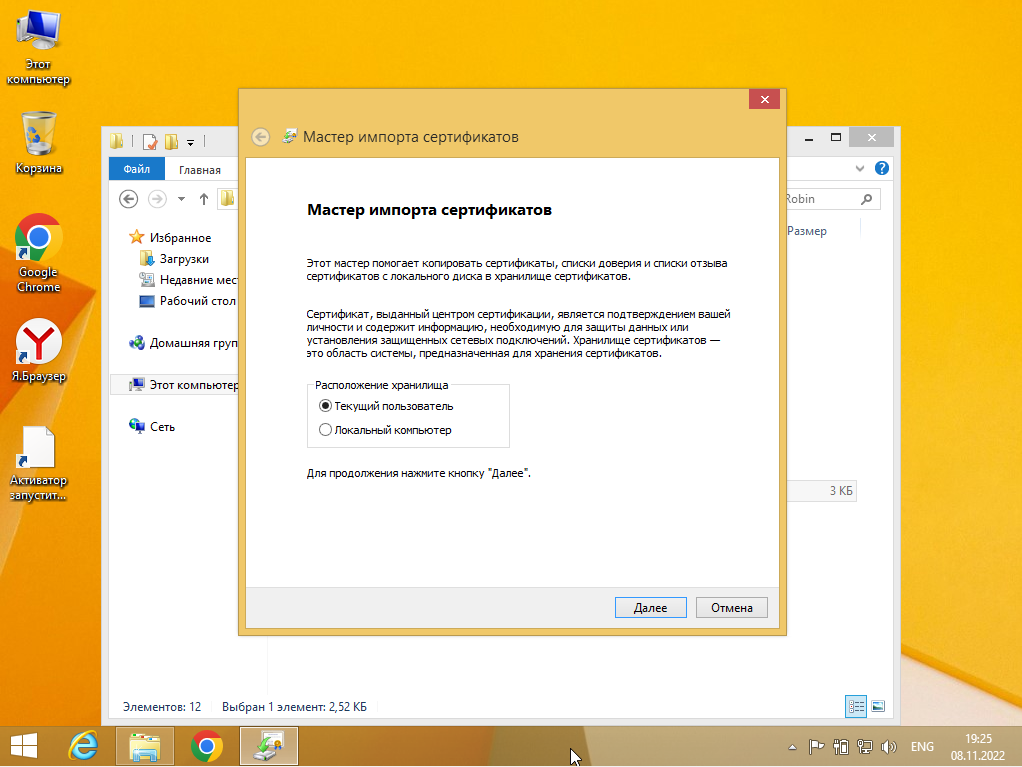 Этот
компьютер
Корзина
Google
Chrome
Я.Браузер
Активатор
запустит...
Файл
Главная
Robin
Размер
Избранное
Загрузки
Недавние мес
Рабочий стол
Домашняя груп
Этот компьютер
Сеть
3 КБ
Элементов: 12
Выбран 1 элемент: 2,52 КБ
Мастер импорта сертификатов
Мастер импорта сертификатов
Этот мастер помогает копировать сертификаты, списки доверия и списки отзыва
сертификатов с локального диска в хранилище сертификатов.
Сертификат, выданный центром сертификации, является подтверждением вашей
личности и содержит информацию, необходимую для защиты данных или
установления защищенных сетевых подключений. Хранилище сертификатов —
это область системы, предназначенная для хранения сертификатов.
Расположение хранилища
Текущий пользователь
Локальный компьютер
Для продолжения нажмите кнопку "Далее".
Далее
Отмена
ENG
19:25
08.11.2022